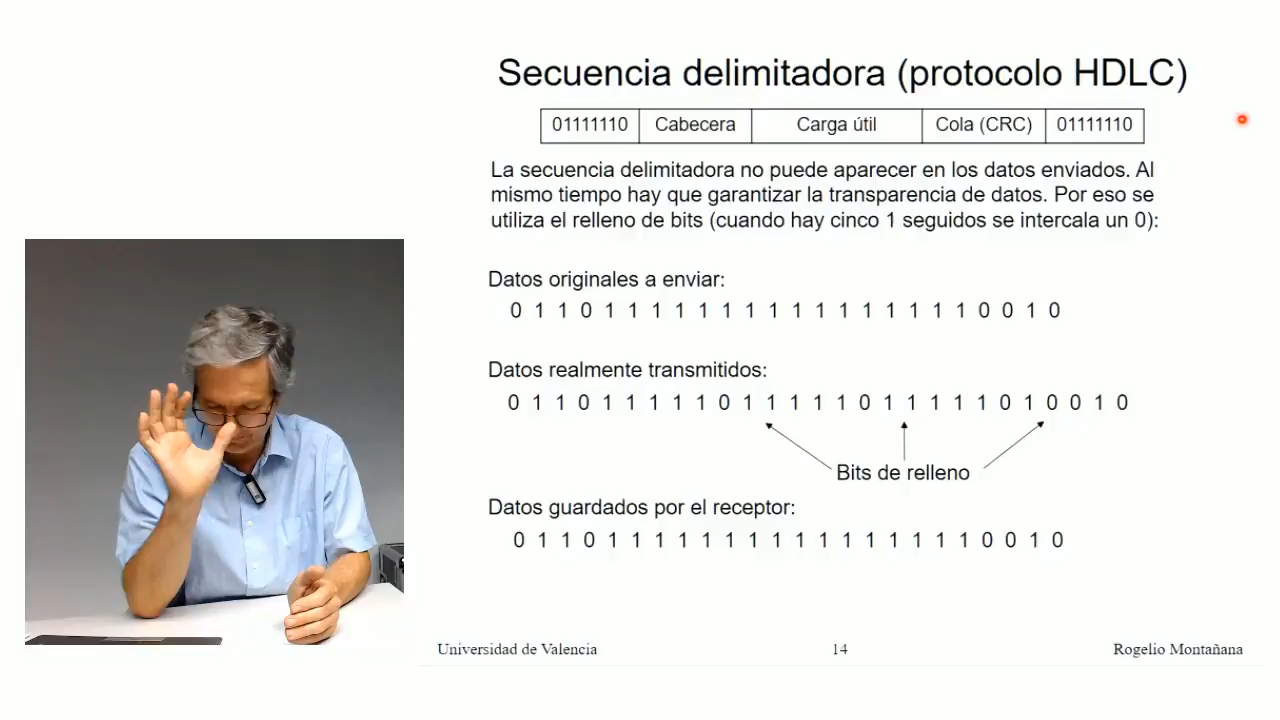 Secuencia delimitadora (protocolo HDLC)
01111110 Cabecera Carga útil Cola (CRC) 01111110
La secuencia delimitadora no puede aparecer en los datos enviados. Al
mismo tiempo hay que garantizar la transparencia de datos. Por eso se
utiliza el relleno de bits (cuando hay cinco 1 seguidos se intercala un 0):
Datos originales a enviar:
0 1 1 0 1 1 1 1 1 1 1 1 1 1 1 1 1 1 1 1 0 0 1 0
Datos realmente transmitidos:
0 1 1 0 1 1 1 1 1 0 1 1 1 1 1 0 1 1 1 1 1 0 1 0 0 1 0
Bits de relleno
Datos guardados por el receptor:
0 1 1 0 1 1 1 1 1 1 1 1 1 1 1 1 1 1 1 1 0 0 1 0
Universidad de Valencia 14 Rogelio Montañana